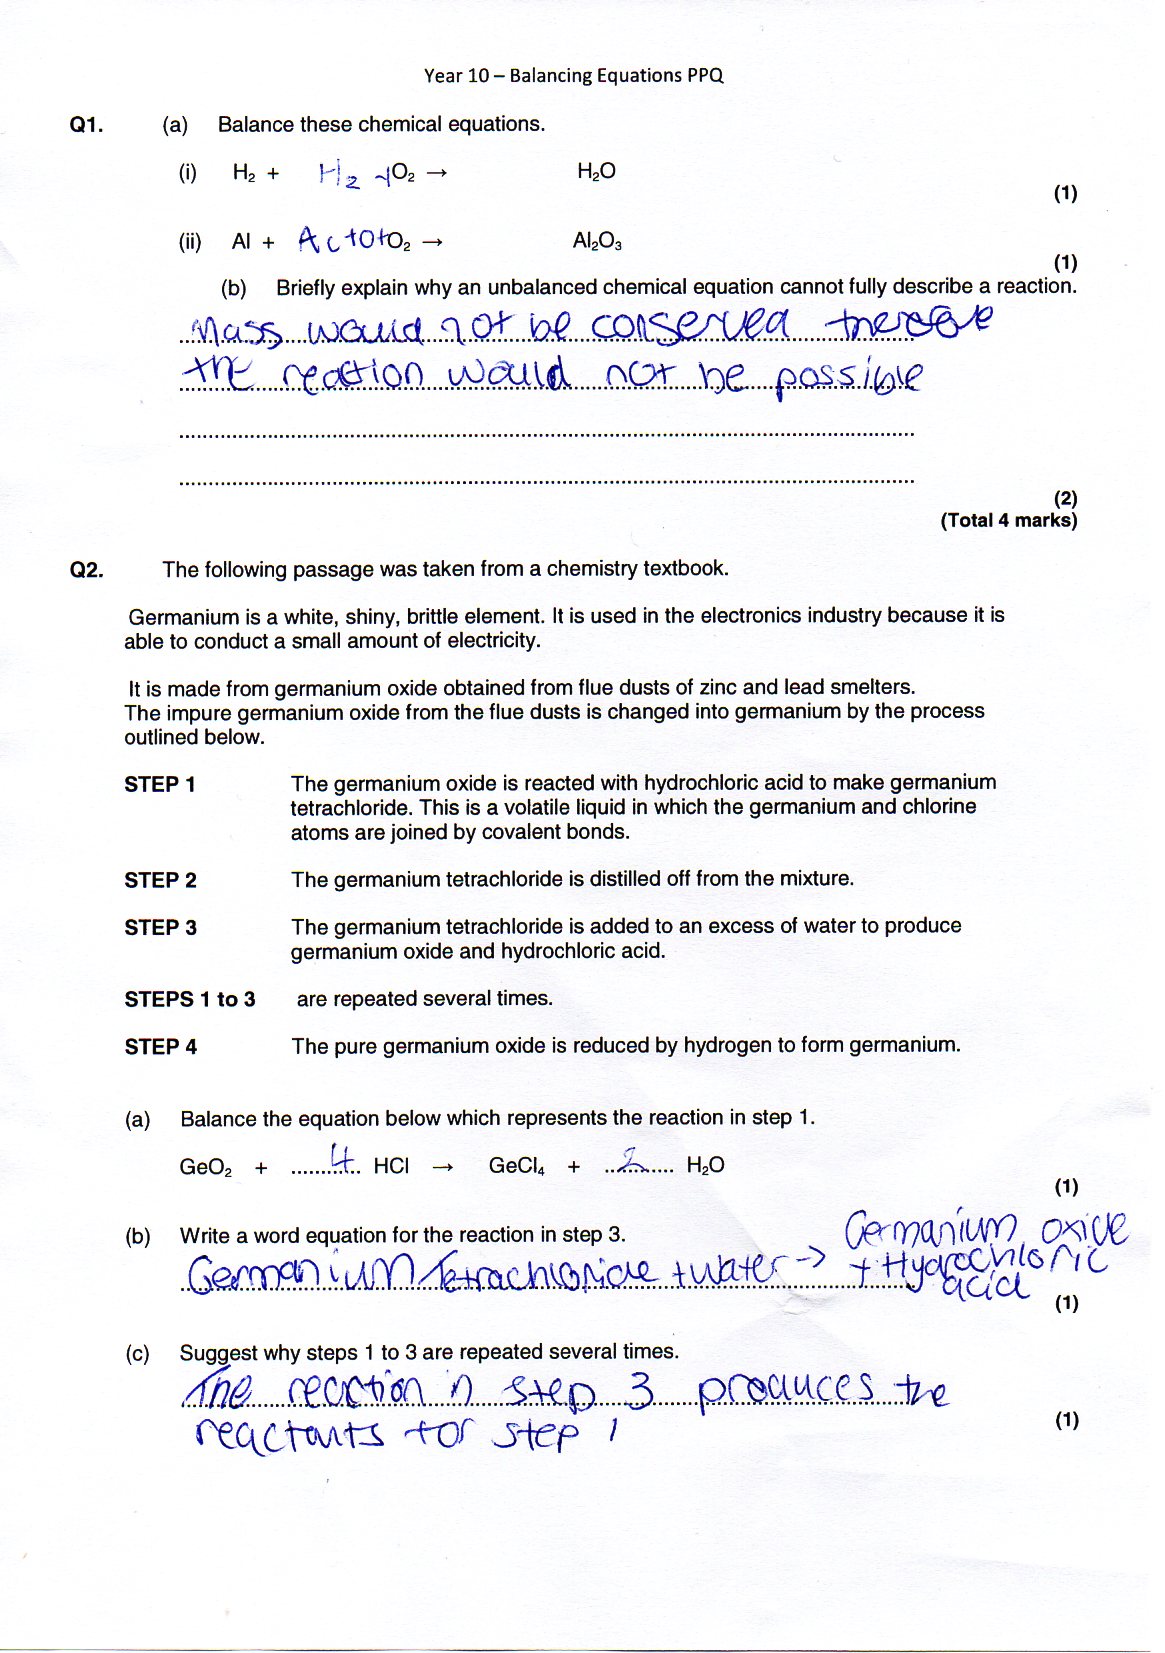 Year 10 – Balancing Equations PPQ
Q1. (a) Balance these chemical equations.
(i) H₂ + H₂ + O₂ → H₂O
(1)
(ii) Al + O₂ → Al₂O₃
(1)
(b) Briefly explain why an unbalanced chemical equation cannot fully describe a reaction.
Mass would not be conserved therefore
the reaction would not be possible
(2)
(Total 4 marks)
Q2. The following passage was taken from a chemistry textbook.
Germanium is a white, shiny, brittle element. It is used in the electronics industry because it is
able to conduct a small amount of electricity.
It is made from germanium oxide obtained from flue dusts of zinc and lead smelters.
The impure germanium oxide from the flue dusts is changed into germanium by the process
outlined below.
STEP 1 The germanium oxide is reacted with hydrochloric acid to make germanium
tetrachloride. This is a volatile liquid in which the germanium and chlorine
atoms are joined by covalent bonds.
STEP 2 The germanium tetrachloride is distilled off from the mixture.
STEP 3 The germanium tetrachloride is added to an excess of water to produce
germanium oxide and hydrochloric acid.
STEPS 1 to 3 are repeated several times.
STEP 4 The pure germanium oxide is reduced by hydrogen to form germanium.
(a) Balance the equation below which represents the reaction in step 1.
GeO₂ + ....4.... HCl → GeCl₄ + ....2.... H₂O
(1)
(b) Write a word equation for the reaction in step 3.
Germanium Tetrachloride + Water → Germanium oxide
+ Hydrochloric
acid
(1)
(c) Suggest why steps 1 to 3 are repeated several times.
The reaction in step 3 produces the
reactants for step 1
(1)